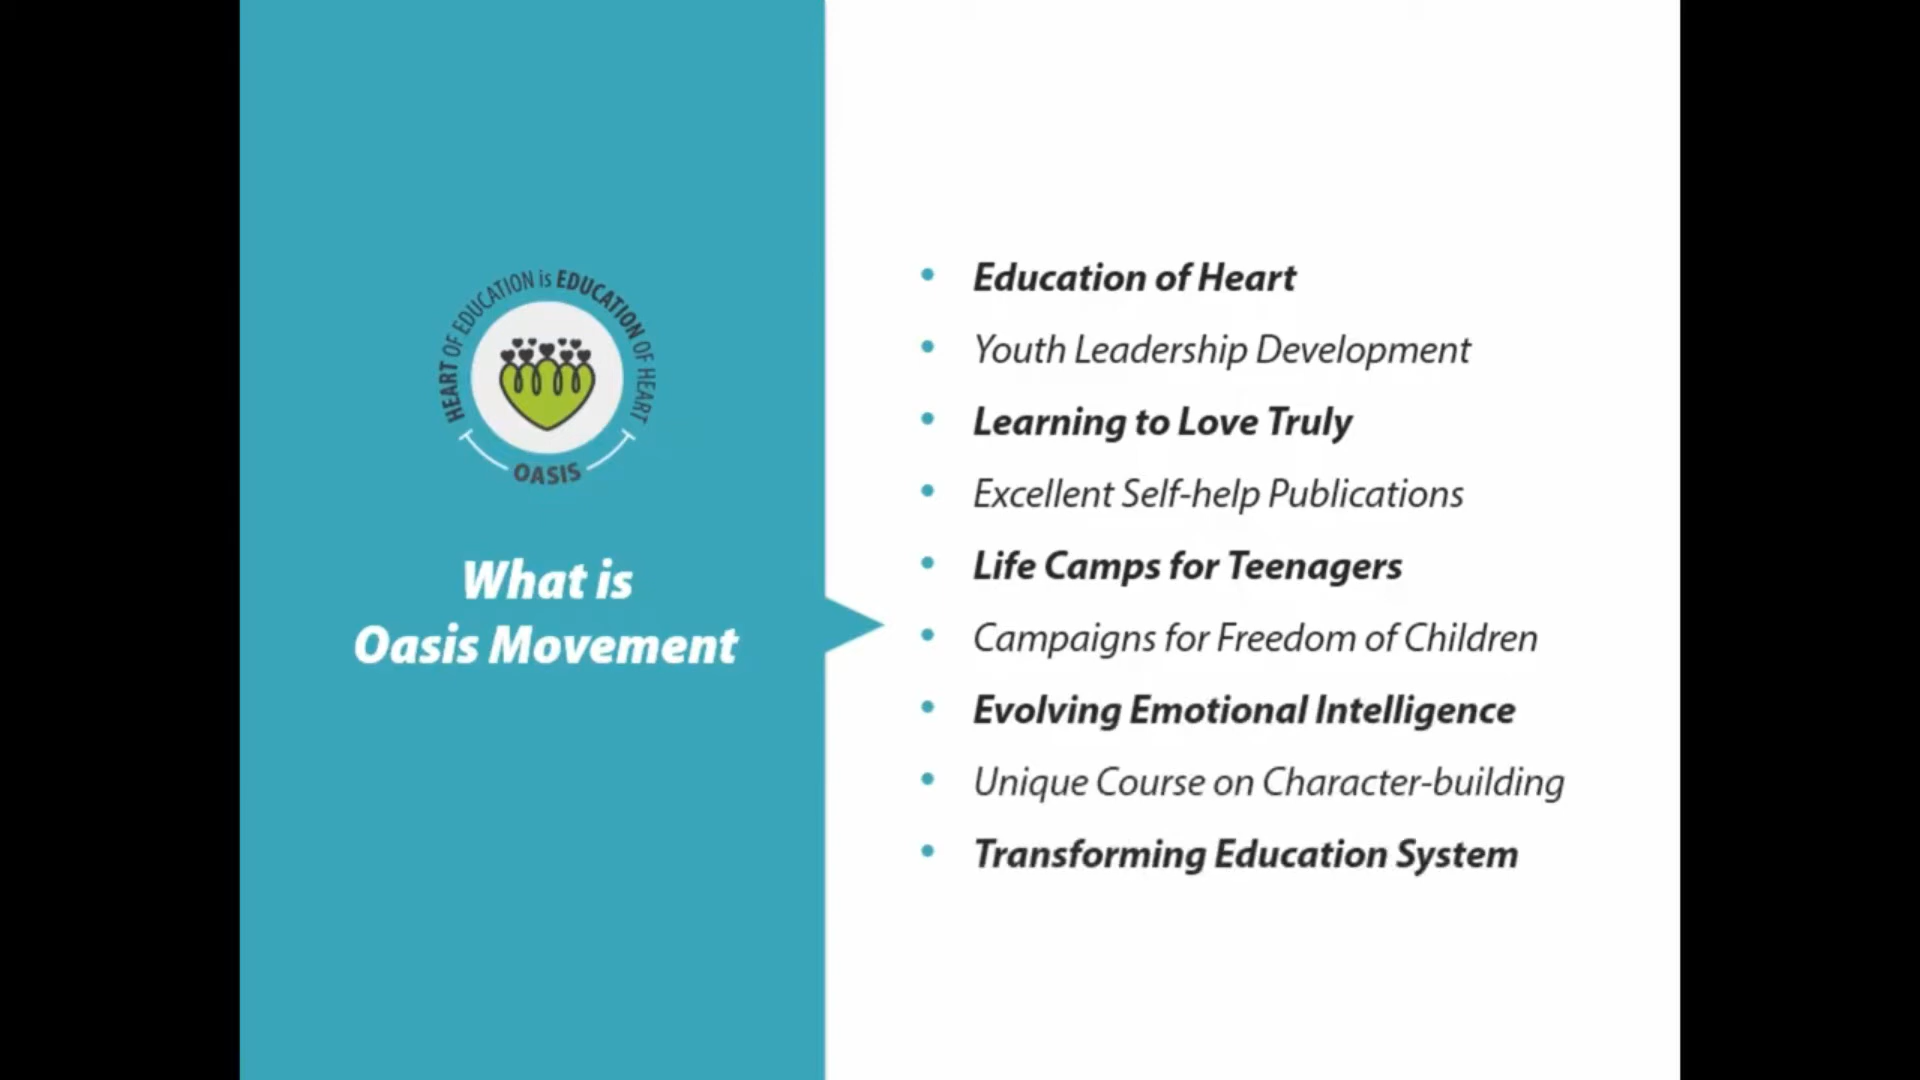 HEART OF EDUCATION is EDUCATION OF HEART
OASIS
What is
Oasis Movement
• Education of Heart
• Youth Leadership Development
• Learning to Love Truly
• Excellent Self-help Publications
• Life Camps for Teenagers
• Campaigns for Freedom of Children
• Evolving Emotional Intelligence
• Unique Course on Character-building
• Transforming Education System